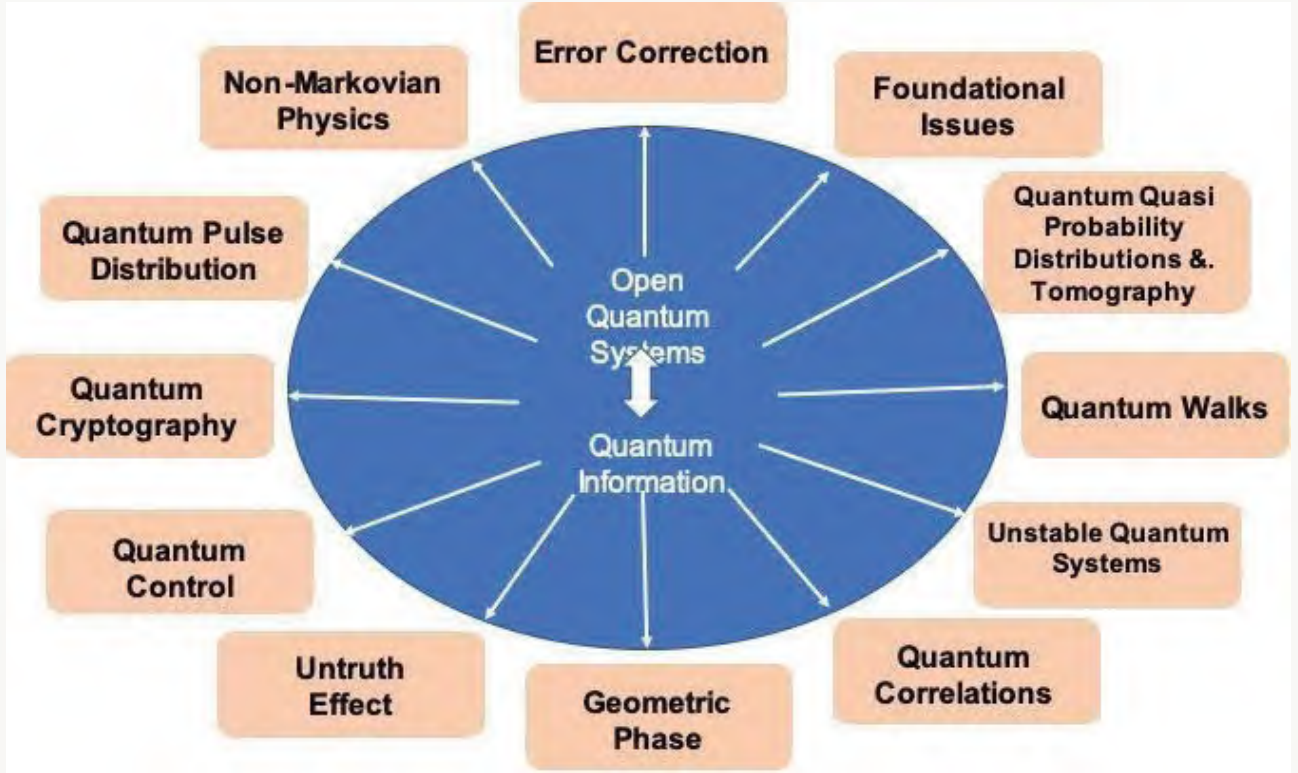 Error Correction
Non-Markovian
Physics
Foundational
Issues
Quantum Quasi
Probability
Distributions &.
Tomography
Quantum Pulse
Distribution
Open
Quantum
Systems
Quantum
Cryptography
Quantum Walks
Quantum
Information
Quantum
Control
Unstable Quantum
Systems
Untruth
Effect
Geometric
Phase
Quantum
Correlations